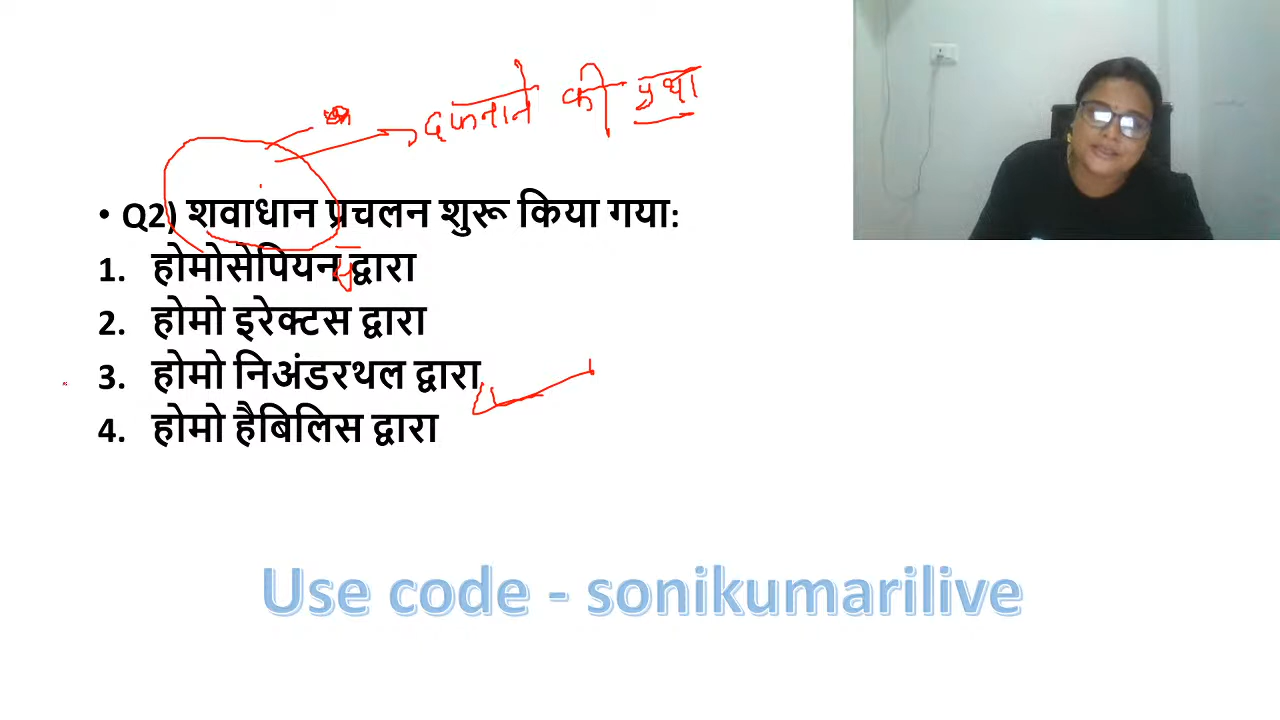 दफनाने की प्रथा
• Q2) शवाधान प्रचलन शुरू किया गया:
1. होमोसेपियन द्वारा
2. होमो इरेक्टस द्वारा
3. होमो निअंडरथल द्वारा
4. होमो हैबिलिस द्वारा
Use code - sonikumarilive